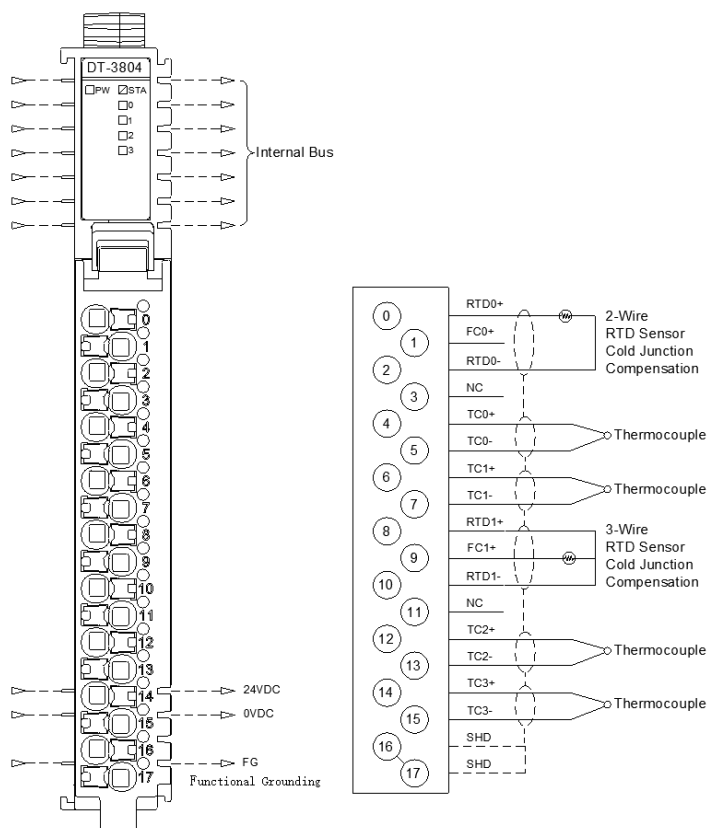 DT-3804
PW STA
0
1
2
3
Internal Bus
0
1
2
3
4
5
6
7
8
9
10
11
12
13
14
15
16
17
24VDC
0VDC
FG
Functional Grounding
0
1
2
3
4
5
6
7
8
9
10
11
12
13
14
15
16
17
RTD0+
FC0+
RTD0-
NC
TC0+
TC0-
TC1+
TC1-
RTD1+
FC1+
RTD1-
NC
TC2+
TC2-
TC3+
TC3-
SHD
SHD
2-Wire
RTD Sensor
Cold Junction
Compensation
Thermocouple
Thermocouple
3-Wire
RTD Sensor
Cold Junction
Compensation
Thermocouple
Thermocouple